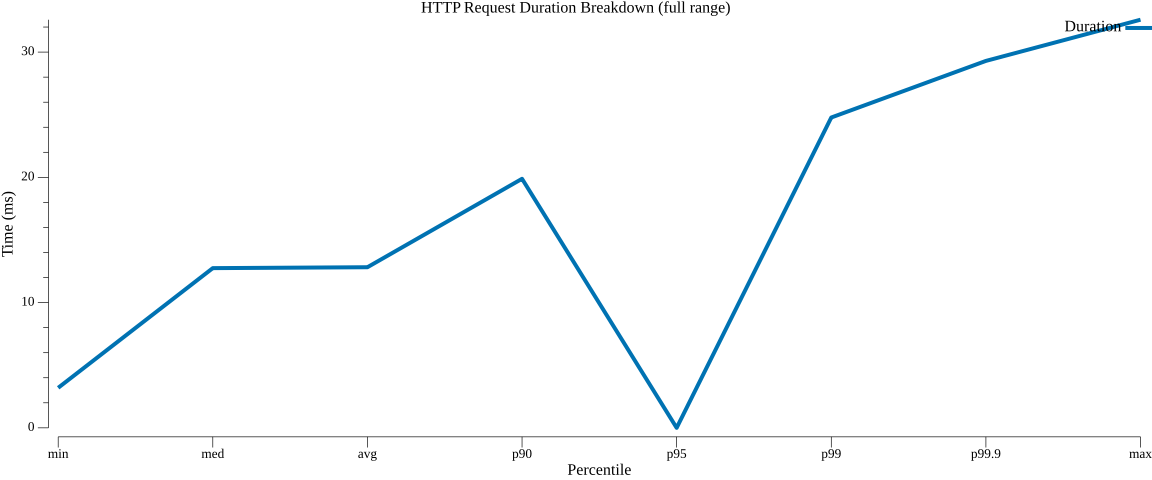 HTTP Request Duration Breakdown (full range)
Duration
30
20
10
0
Time (ms)
min med avg p90 p95 p99 p99.9 max
Percentile